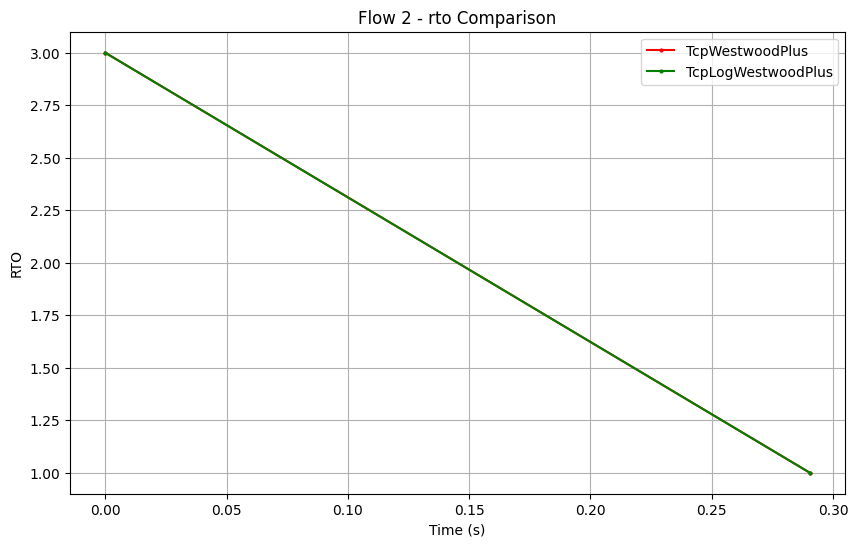 Flow 2 - rto Comparison
TcpWestwoodPlus
TcpLogWestwoodPlus
RTO
3.00
2.75
2.50
2.25
2.00
1.75
1.50
1.25
1.00
0.00 0.05 0.10 0.15 0.20 0.25 0.30
Time (s)